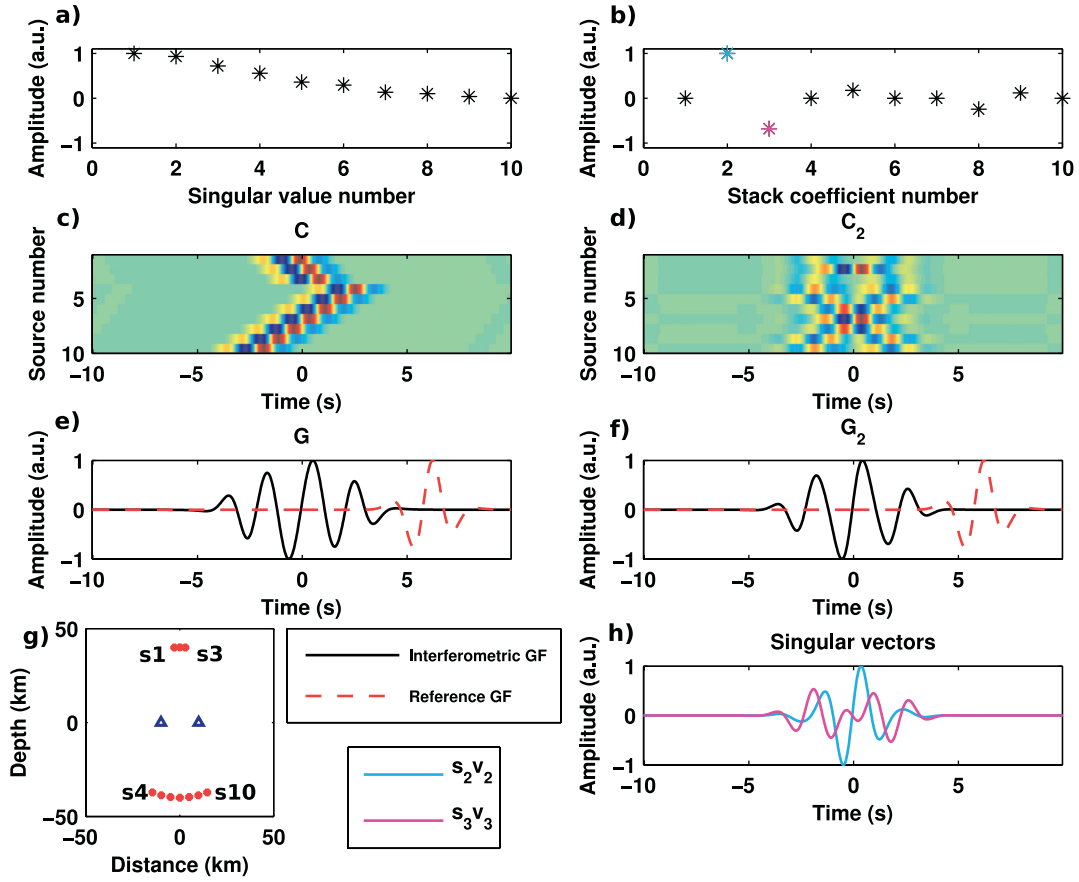 a)
Amplitude (a.u.)
1
0
−1
0 2 4 6 8 10
Singular value number
b)
Amplitude (a.u.)
1
0
−1
0 2 4 6 8 10
Stack coefficient number
c)
C
Source number
5
10
−10 −5 0 5
Time (s)
d)
C2
Source number
5
10
−10 −5 0 5
Time (s)
e)
G
Amplitude (a.u.)
1
0
−1
−10 −5 0 5
Time (s)
f)
G2
Amplitude (a.u.)
1
0
−1
−10 −5 0 5
Time (s)
g)
Depth (km)
50
0
−50
s1 s3
s4 s10
−50 0 50
Distance (km)
Interferometric GF
Reference GF
s2v2
s3v3
h)
Singular vectors
Amplitude (a.u.)
1
0
−1
−10 −5 0 5
Time (s)